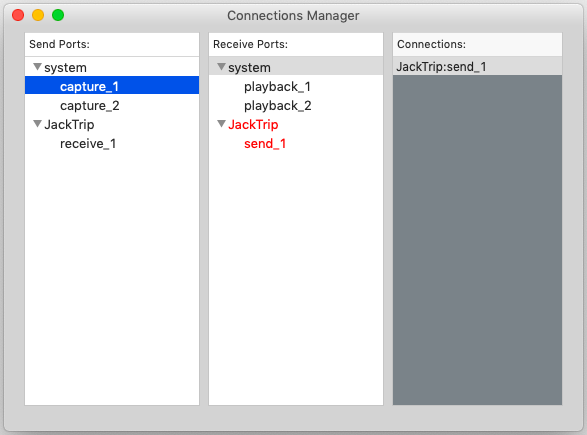 Connections Manager
Send Ports:
system
capture_1
capture_2
JackTrip
receive_1
Receive Ports:
system
playback_1
playback_2
JackTrip
send_1
Connections:
JackTrip:send_1